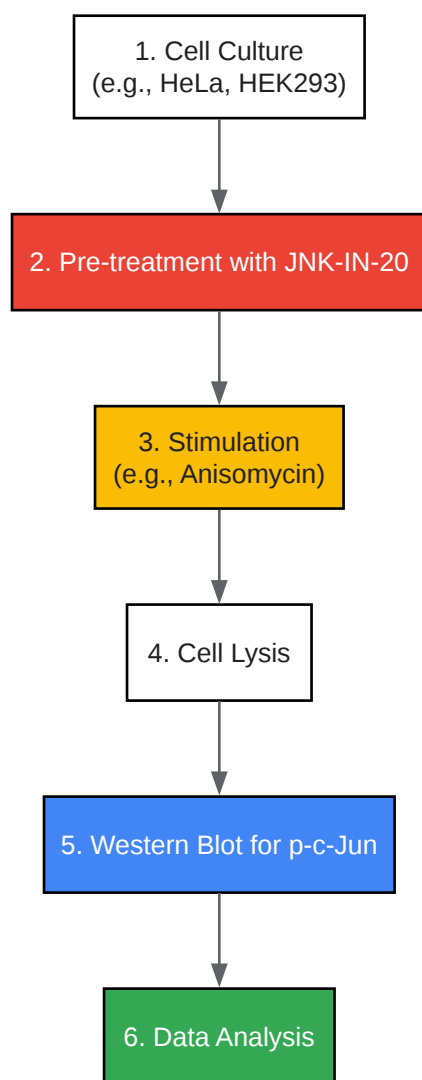 1. Cell Culture
(e.g., HeLa, HEK293)
2. Pre-treatment with JNK-IN-20
3. Stimulation
(e.g., Anisomycin)
4. Cell Lysis
5. Western Blot for p-c-Jun
6. Data Analysis